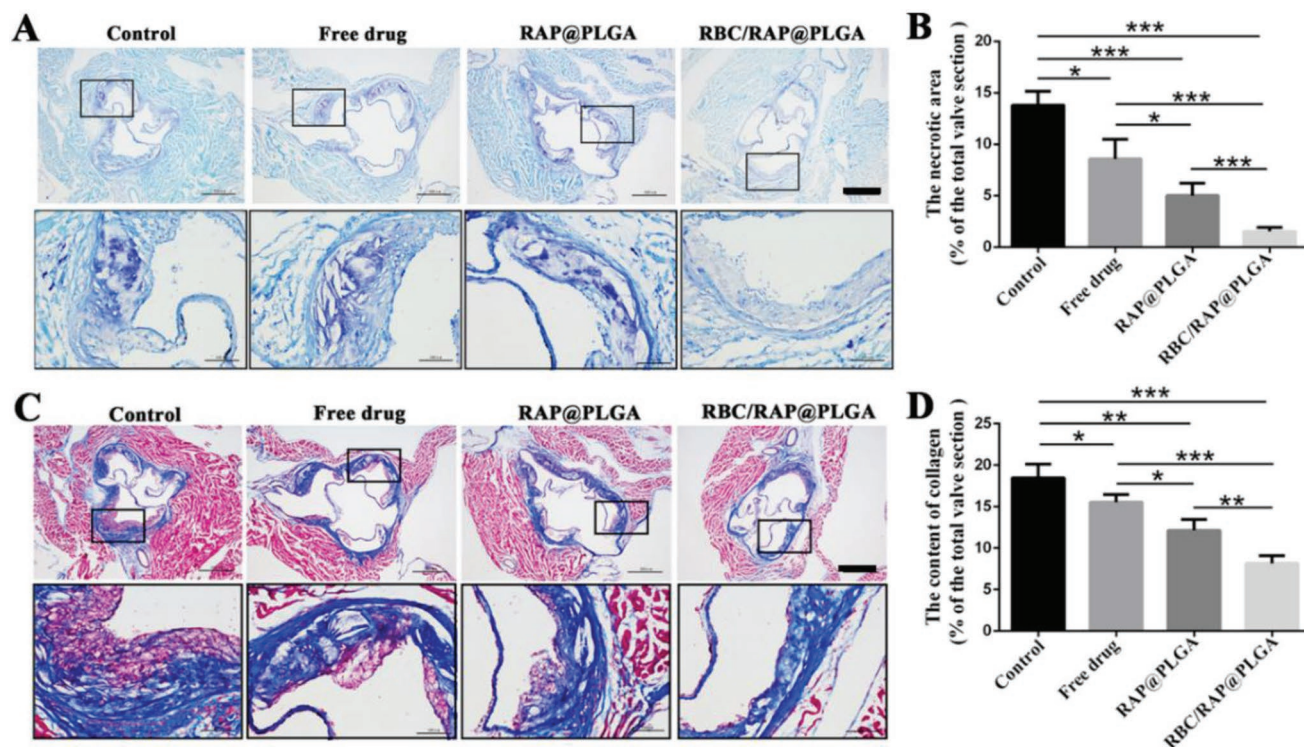 A
Control
Free drug
RAP@PLGA
RBC/RAP@PLGA
B
The necrotic area
(% of the total valve section)
20
15
10
5
0
***
***
*
***
*
***
Control
Free drug
RAP@PLGA
RBC/RAP@PLGA
C
Control
Free drug
RAP@PLGA
RBC/RAP@PLGA
D
The content of collagen
(% of the total valve section )
25
20
15
10
5
0
***
**
*
***
*
**
Control
Free drug
RAP@PLGA
RBC/RAP@PLGA